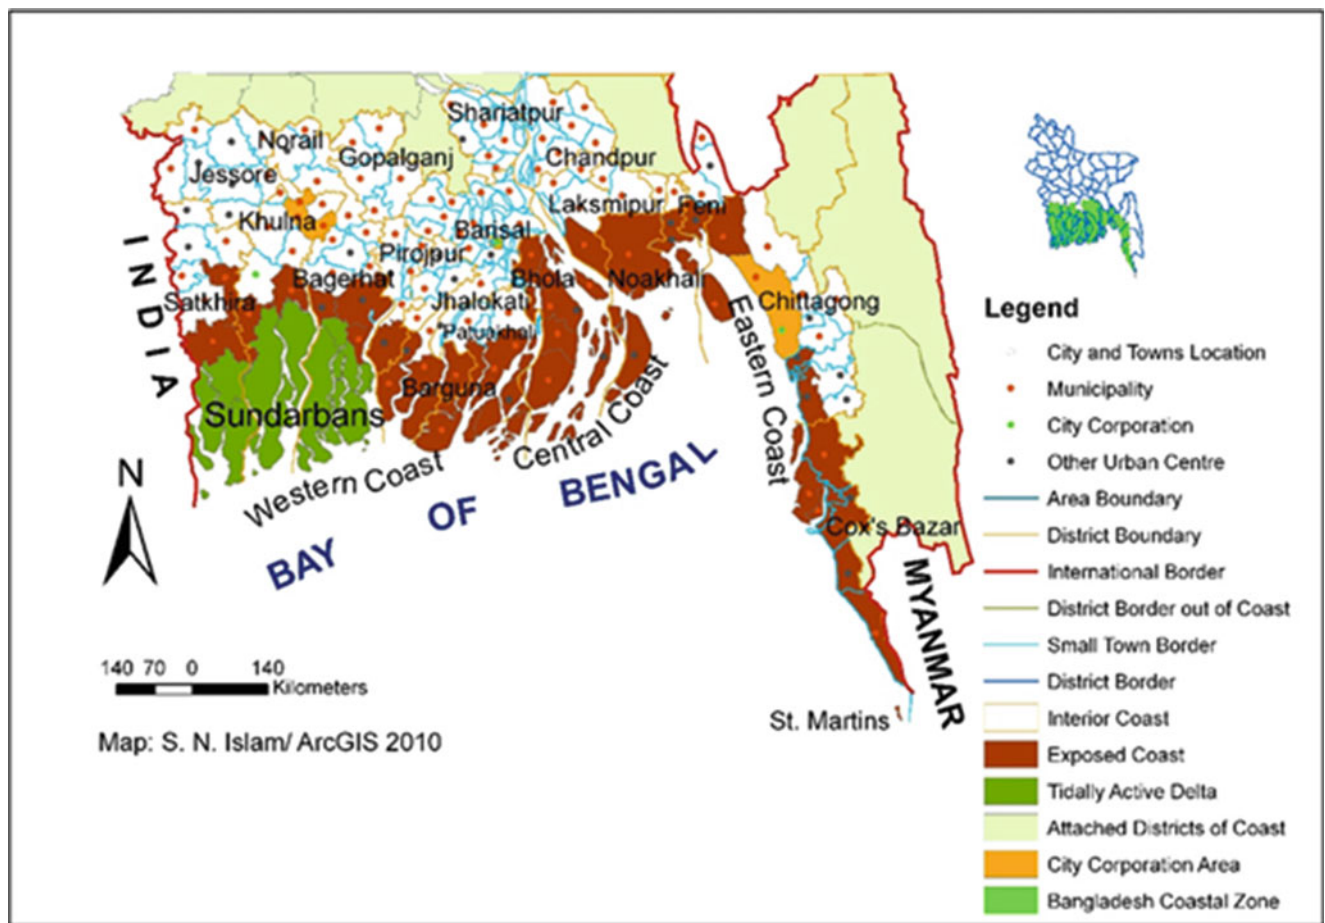 Shariatpur
Norail
Gopalganj
Chandpur
Jessore
Laksmipur
Feni
Khulna
Barisal
Pirojpur
Bagerhat
Bhola
Noakhali
Satkhira
Jhalokati
Chittagong
Patuakhali
Barguna
Sundarbans
INDIA
Western Coast
Central Coast
Eastern Coast
BAY OF BENGAL
Cox's Bazar
MYANMAR
St. Martins
N
140 70 0 140
Kilometers
Map: S. N. Islam/ ArcGIS 2010
Legend
City and Towns Location
Municipality
City Corporation
Other Urban Centre
Area Boundary
District Boundary
International Border
District Border out of Coast
Small Town Border
District Border
Interior Coast
Exposed Coast
Tidally Active Delta
Attached Districts of Coast
City Corporation Area
Bangladesh Coastal Zone